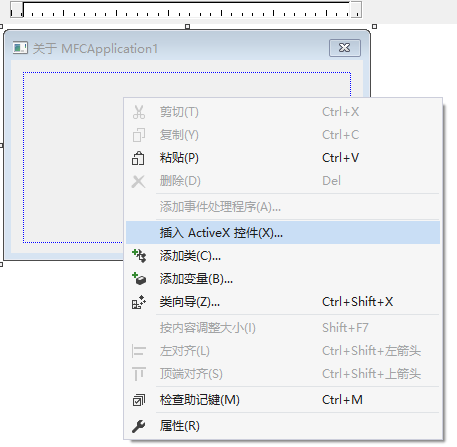 关于 MFCApplication1
剪切(T) Ctrl+X
复制(Y) Ctrl+C
粘贴(P) Ctrl+V
删除(D) Del
添加事件处理程序(A)...
插入 ActiveX 控件(X)...
添加类(C)...
添加变量(B)...
类向导(Z)... Ctrl+Shift+X
按内容调整大小(I) Shift+F7
左对齐(L) Ctrl+Shift+左箭头
顶端对齐(S) Ctrl+Shift+上箭头
检查助记键(M) Ctrl+M
属性(R)